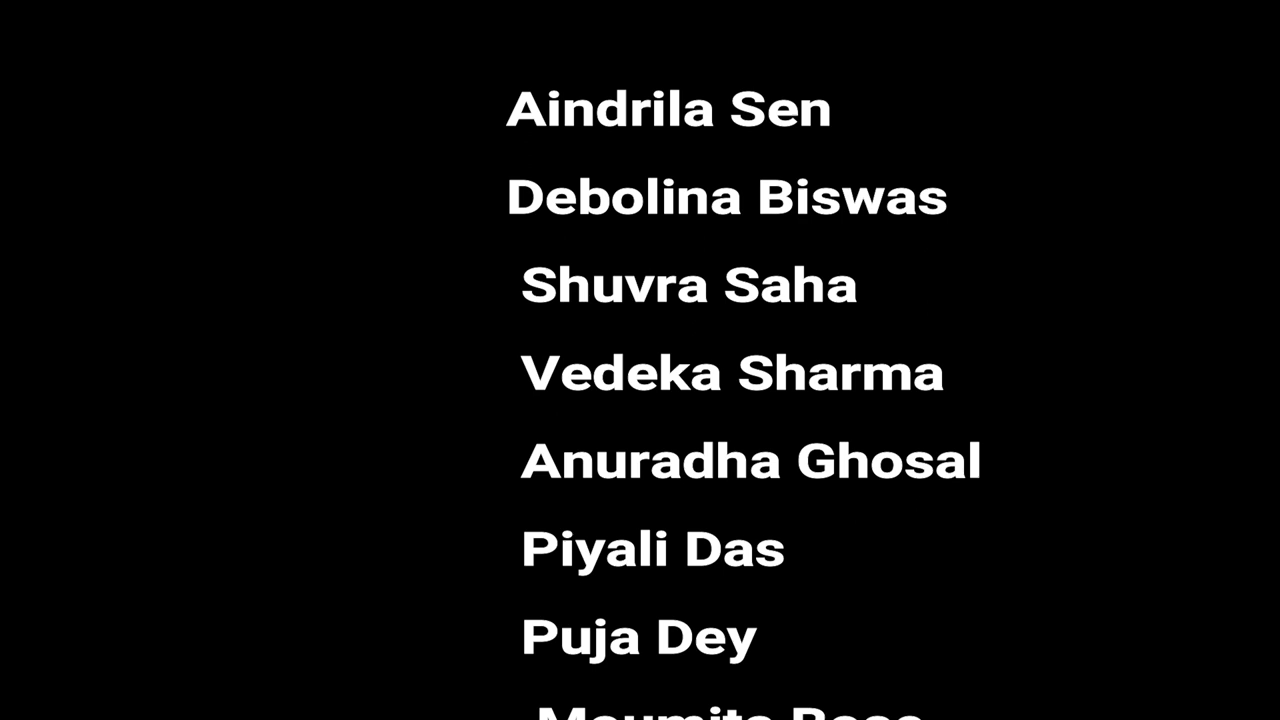 Aindrila Sen
Debolina Biswas
Shuvra Saha
Vedeka Sharma
Anuradha Ghosal
Piyali Das
Puja Dey